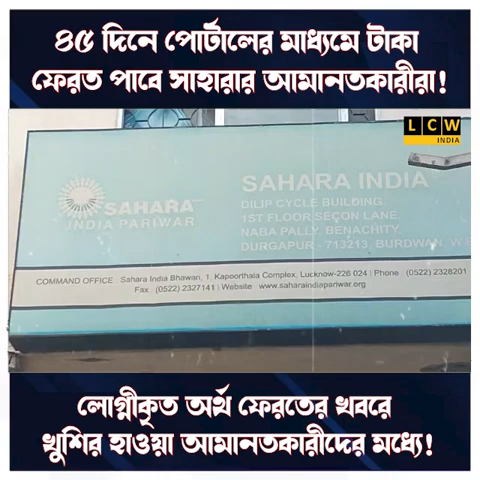 ৪৫ দিনে পোর্টালের মাধ্যমে টাকা
ফেরত পাবে সাহারার আমানতকারীরা!
LCW
INDIA
SAHARA
INDIA PARIWAR
SAHARA INDIA
DILIP CYCLE BUILDING,
1ST FLOOR SECON LANE,
NABA PALLY, BENACHITY,
DURGAPUR - 713213, BURDWAN, W.B
COMMAND OFFICE : Sahara India Bhawan, 1, Kapoorthala Complex, Lucknow-226 024 | Phone : (0522) 2328201
Fax : (0522) 2327141 | Website : www.saharaindiapariwar.org
লোগ্নীকৃত অর্থ ফেরতের খবরে
খুশির হাওয়া আমানতকারীদের মধ্যে!